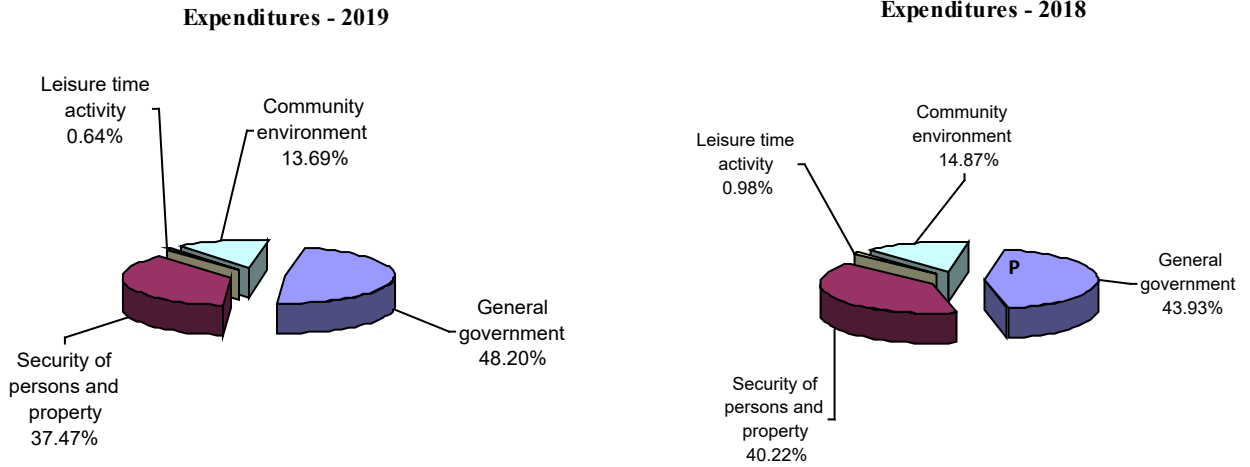 Expenditures - 2019
Leisure time
activity
0.64%
Community
environment
13.69%
General
government
48.20%
Security of
persons and
property
37.47%
Expenditures - 2018
Community
environment
14.87%
Leisure time
activity
0.98%
P
General
government
43.93%
Security of
persons and
property
40.22%